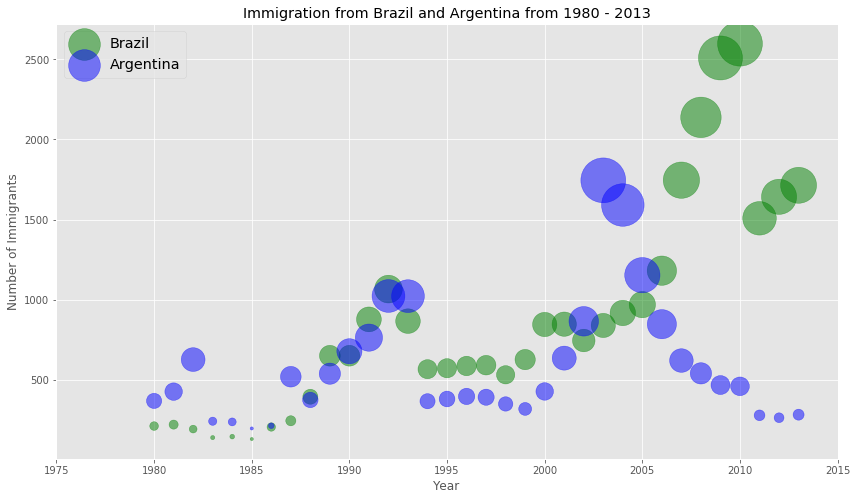 Immigration from Brazil and Argentina from 1980 - 2013
Brazil
Argentina
2500
2000
1500
1000
500
Number of Immigrants
1975
1980
1985
1990
1995
2000
2005
2010
2015
Year